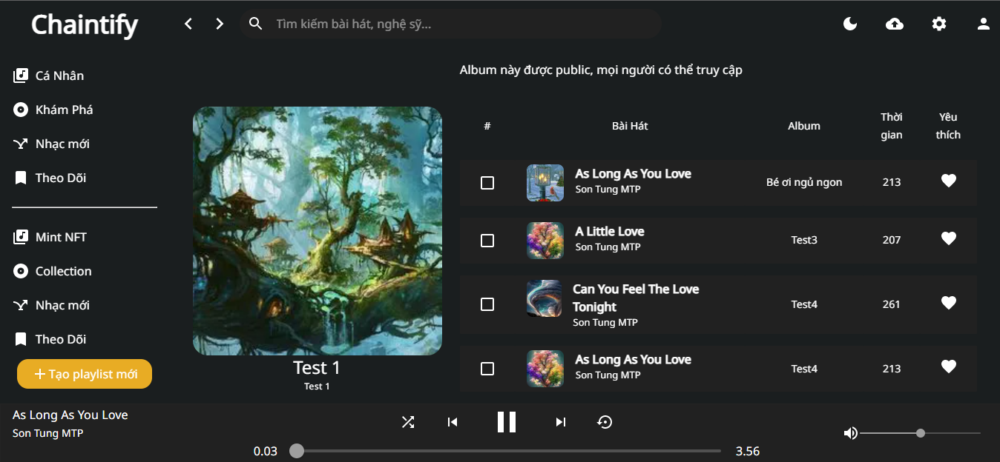 Chaintify
Tìm kiếm bài hát, nghệ sỹ...
Cá Nhân
Khám Phá
Nhạc mới
Theo Dõi
Mint NFT
Collection
Nhạc mới
Theo Dõi
Tạo playlist mới
Test 1
Test 1
Album này được public, mọi người có thể truy cập
# Bài Hát Album Thời gian Yêu thích
As Long As You Love
Son Tung MTP
Bé ơi ngủ ngon 213
A Little Love
Son Tung MTP
Test3 207
Can You Feel The Love
Tonight
Son Tung MTP
Test4 261
As Long As You Love
Son Tung MTP
Test4 213
As Long As You Love
Son Tung MTP
0.03 3.56